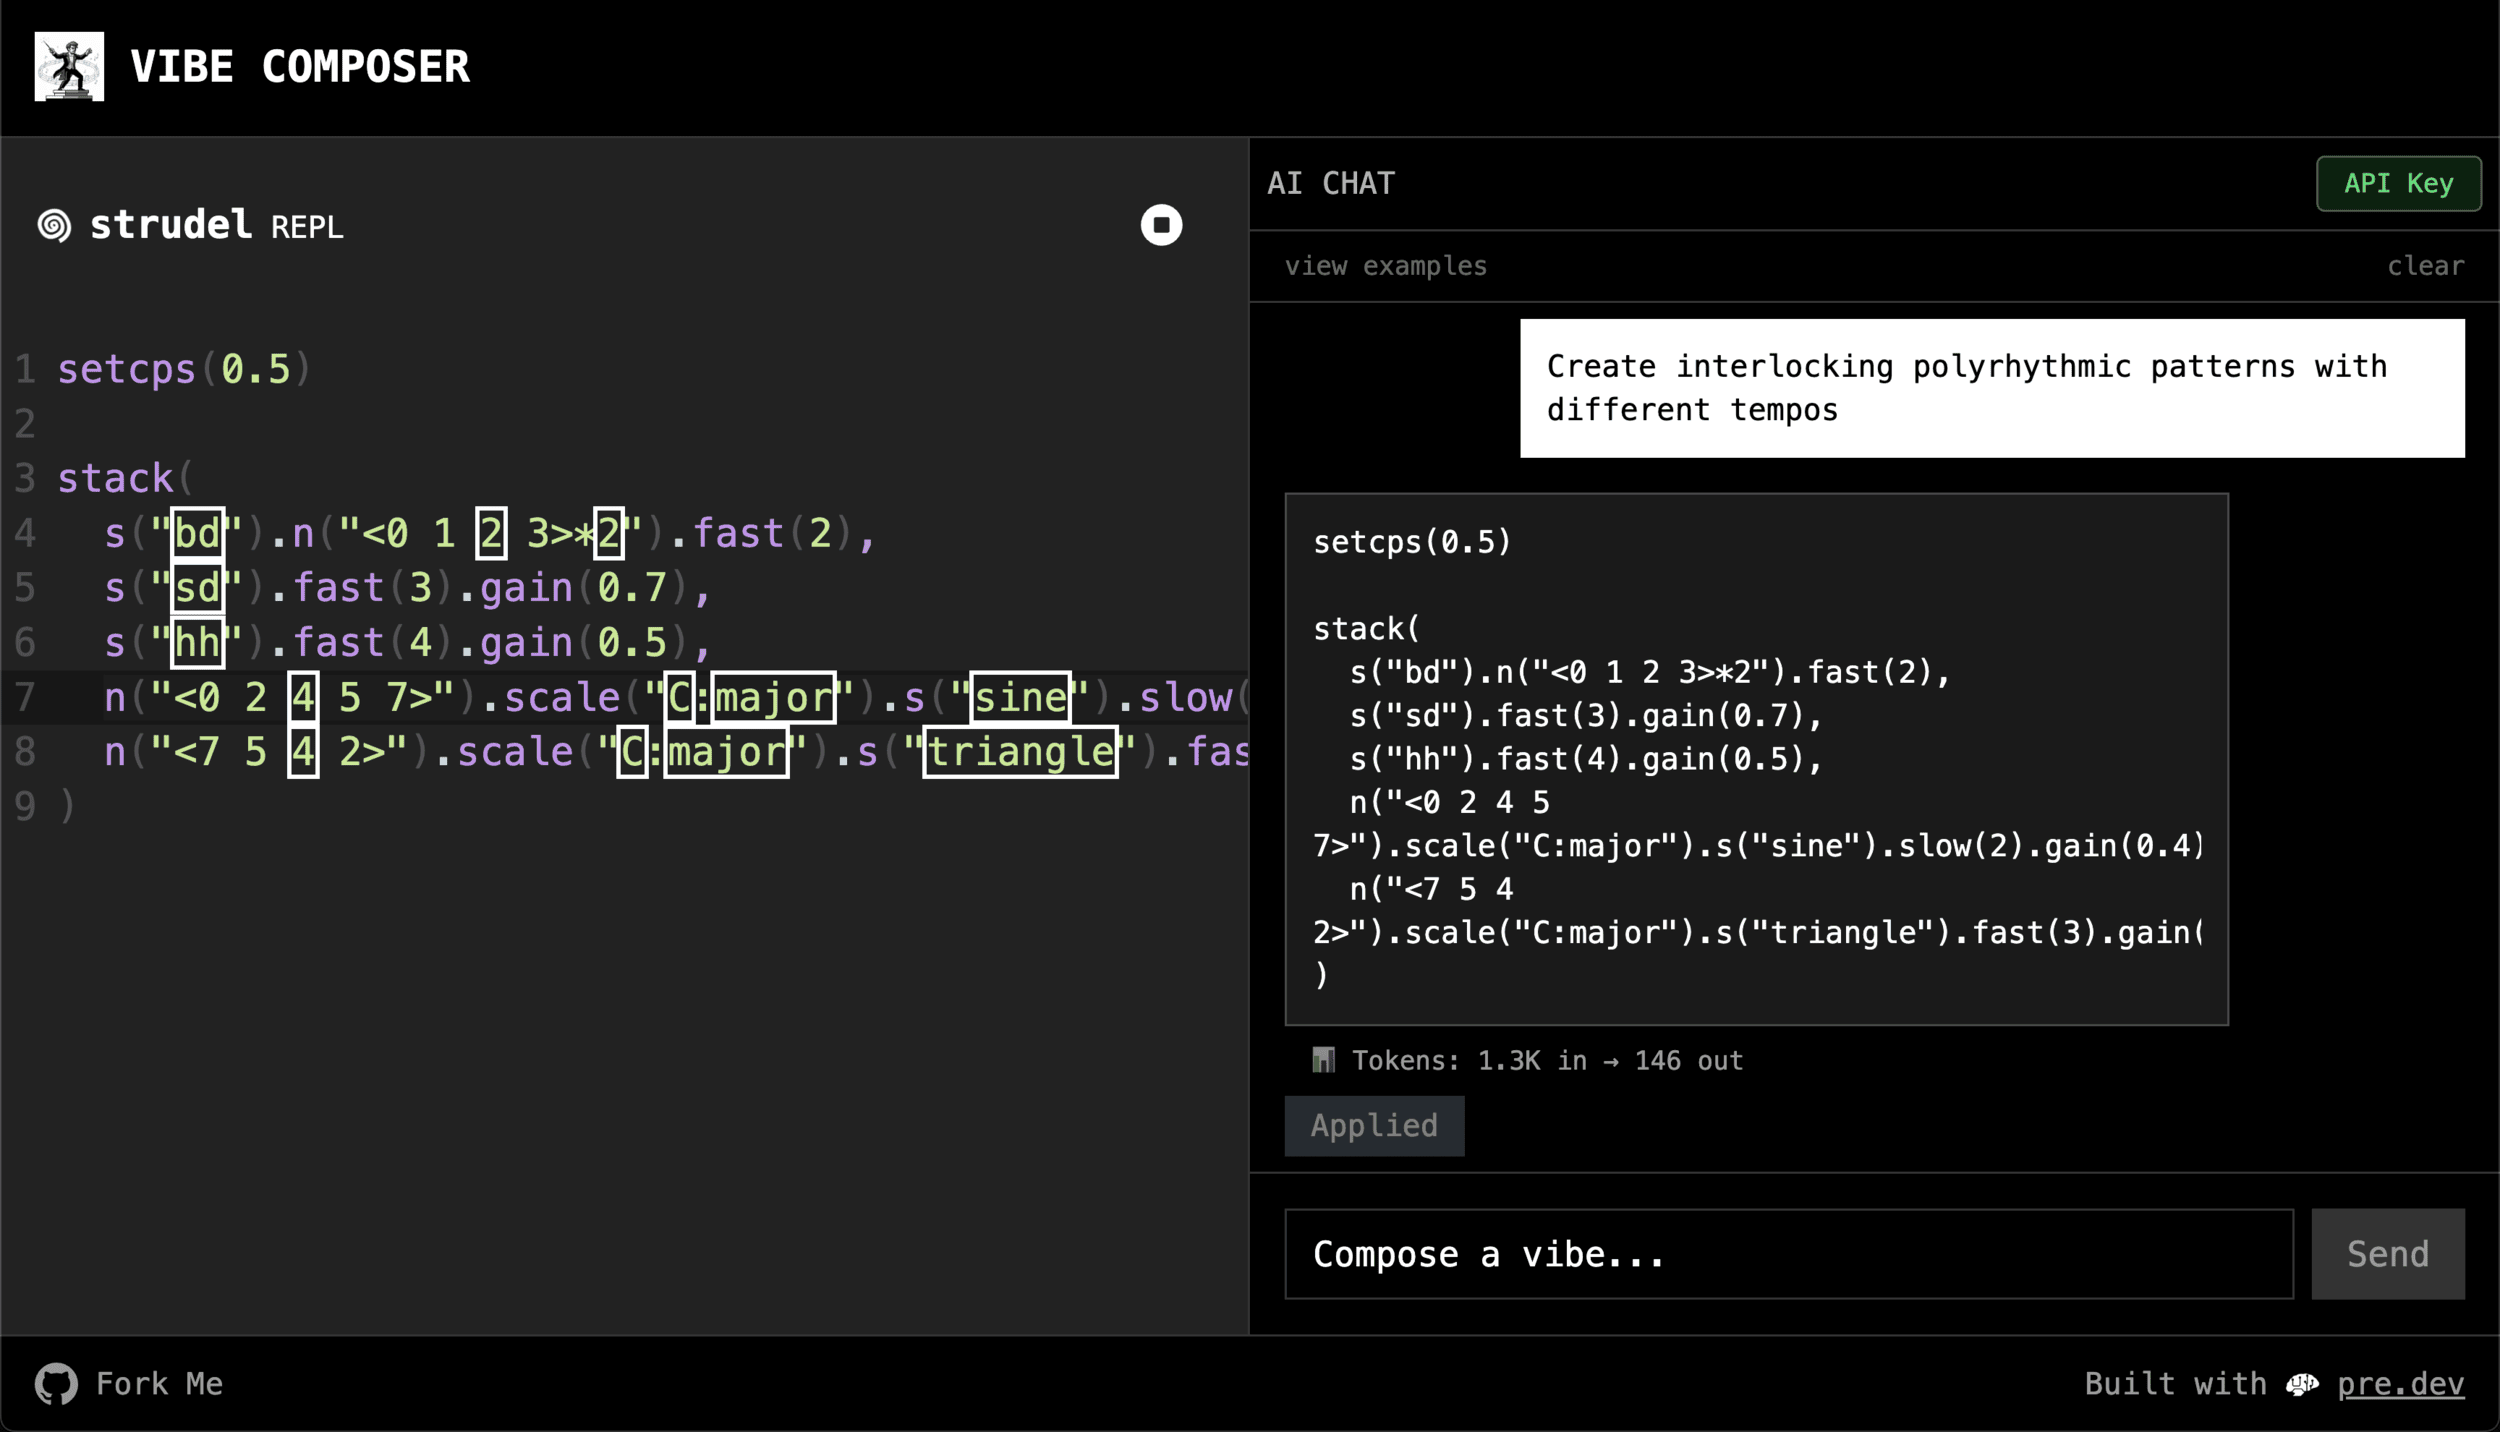 VIBE COMPOSER
strudel REPL
1 setcps(0.5)
2
3 stack(
4   s("bd").n("<0 1 2 3>*2").fast(2),
5   s("sd").fast(3).gain(0.7),
6   s("hh").fast(4).gain(0.5),
7   n("<0 2 4 5 7>").scale("C:major").s("sine").slow(
8   n("<7 5 4 2>").scale("C:major").s("triangle").fas
9 )
AI CHAT
API Key
view examples
clear
Create interlocking polyrhythmic patterns with
different tempos
setcps(0.5)
stack(
  s("bd").n("<0 1 2 3>*2").fast(2),
  s("sd").fast(3).gain(0.7),
  s("hh").fast(4).gain(0.5),
  n("<0 2 4 5
7>").scale("C:major").s("sine").slow(2).gain(0.4)
  n("<7 5 4
2>").scale("C:major").s("triangle").fast(3).gain(
)
Tokens: 1.3K in → 146 out
Applied
Compose a vibe...
Send
Fork Me
Built with pre.dev